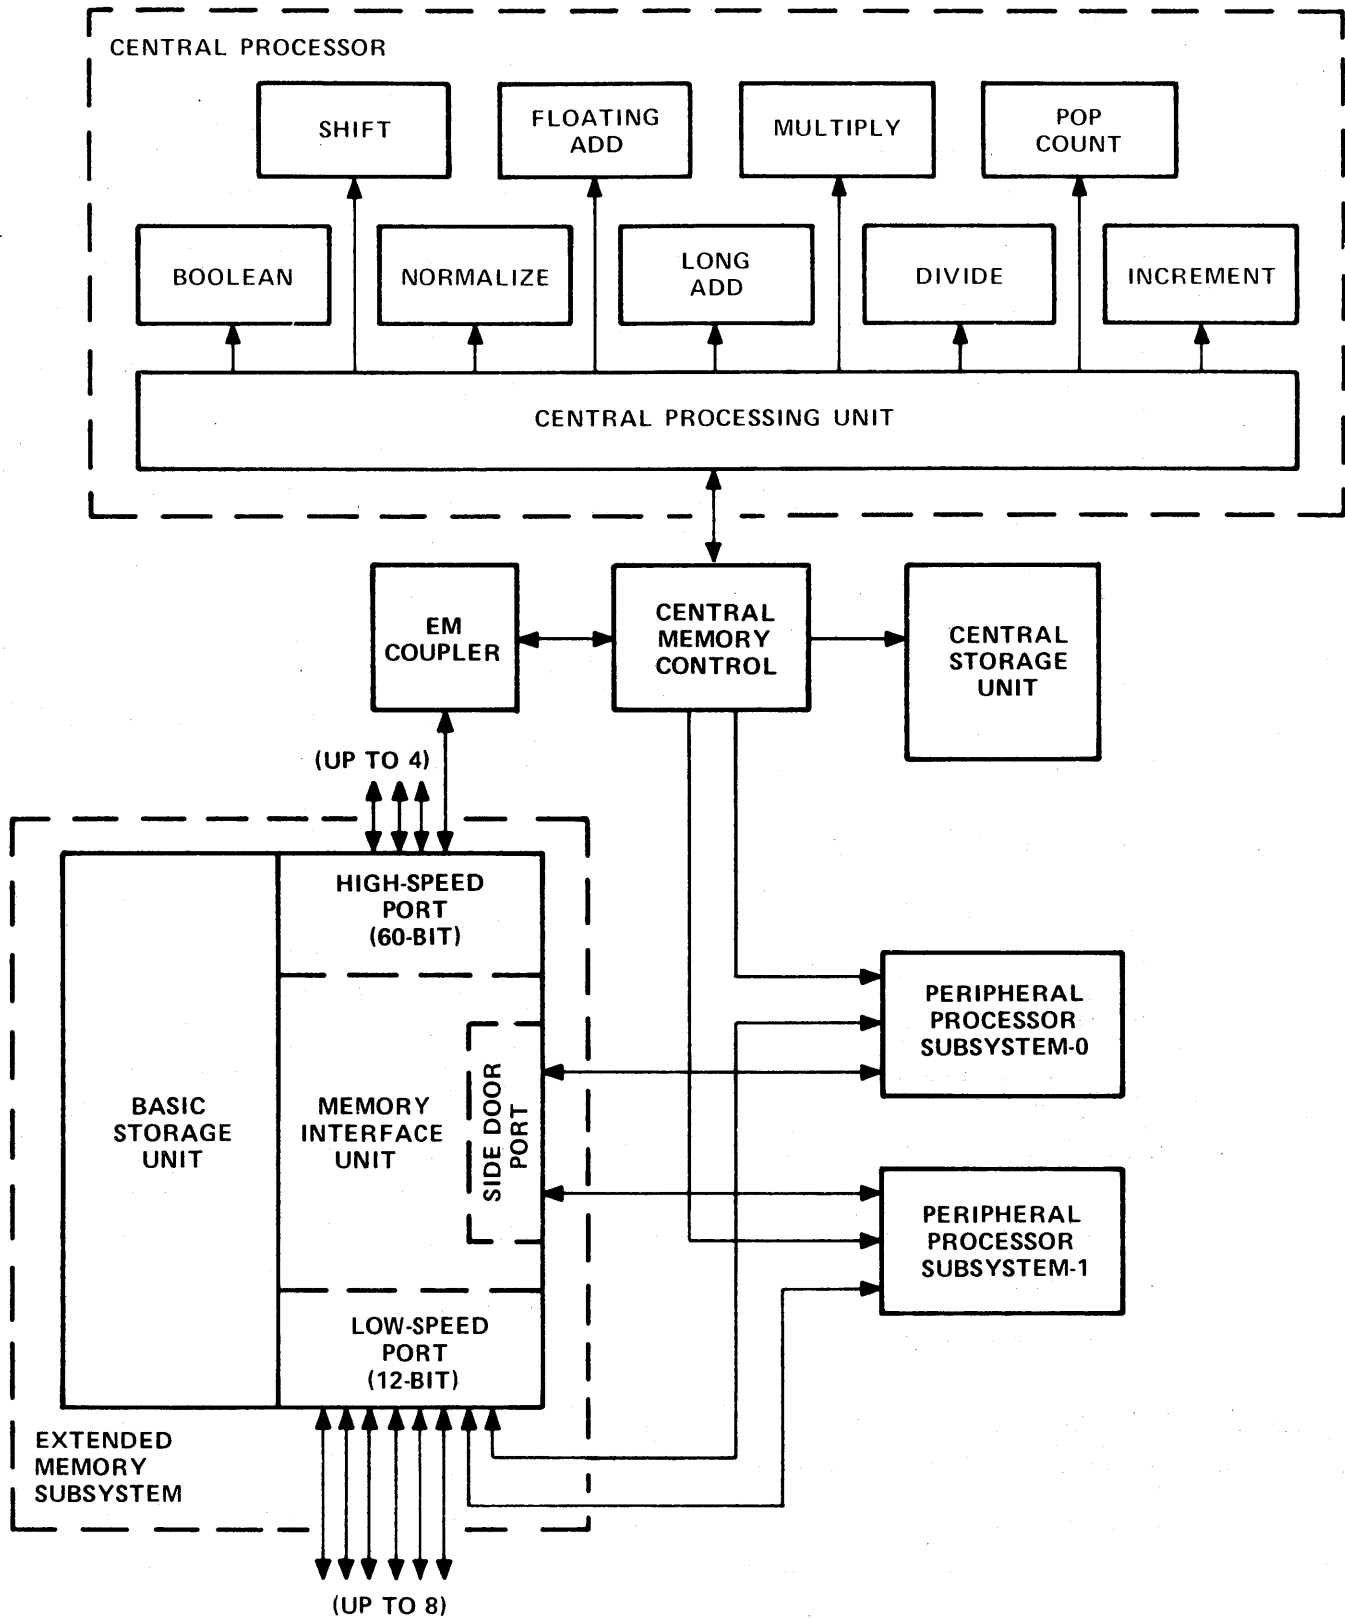 CENTRAL PROCESSOR
SHIFT
FLOATING
ADD
MULTIPLY
POP
COUNT
BOOLEAN
NORMALIZE
LONG
ADD
DIVIDE
INCREMENT
CENTRAL PROCESSING UNIT
EM
COUPLER
CENTRAL
MEMORY
CONTROL
CENTRAL
STORAGE
UNIT
(UP TO 4)
HIGH-SPEED
PORT
(60-BIT)
BASIC
STORAGE
UNIT
MEMORY
INTERFACE
UNIT
SIDE DOOR
PORT
PERIPHERAL
PROCESSOR
SUBSYSTEM-0
PERIPHERAL
PROCESSOR
SUBSYSTEM-1
LOW-SPEED
PORT
(12-BIT)
EXTENDED
MEMORY
SUBSYSTEM
(UP TO 8)